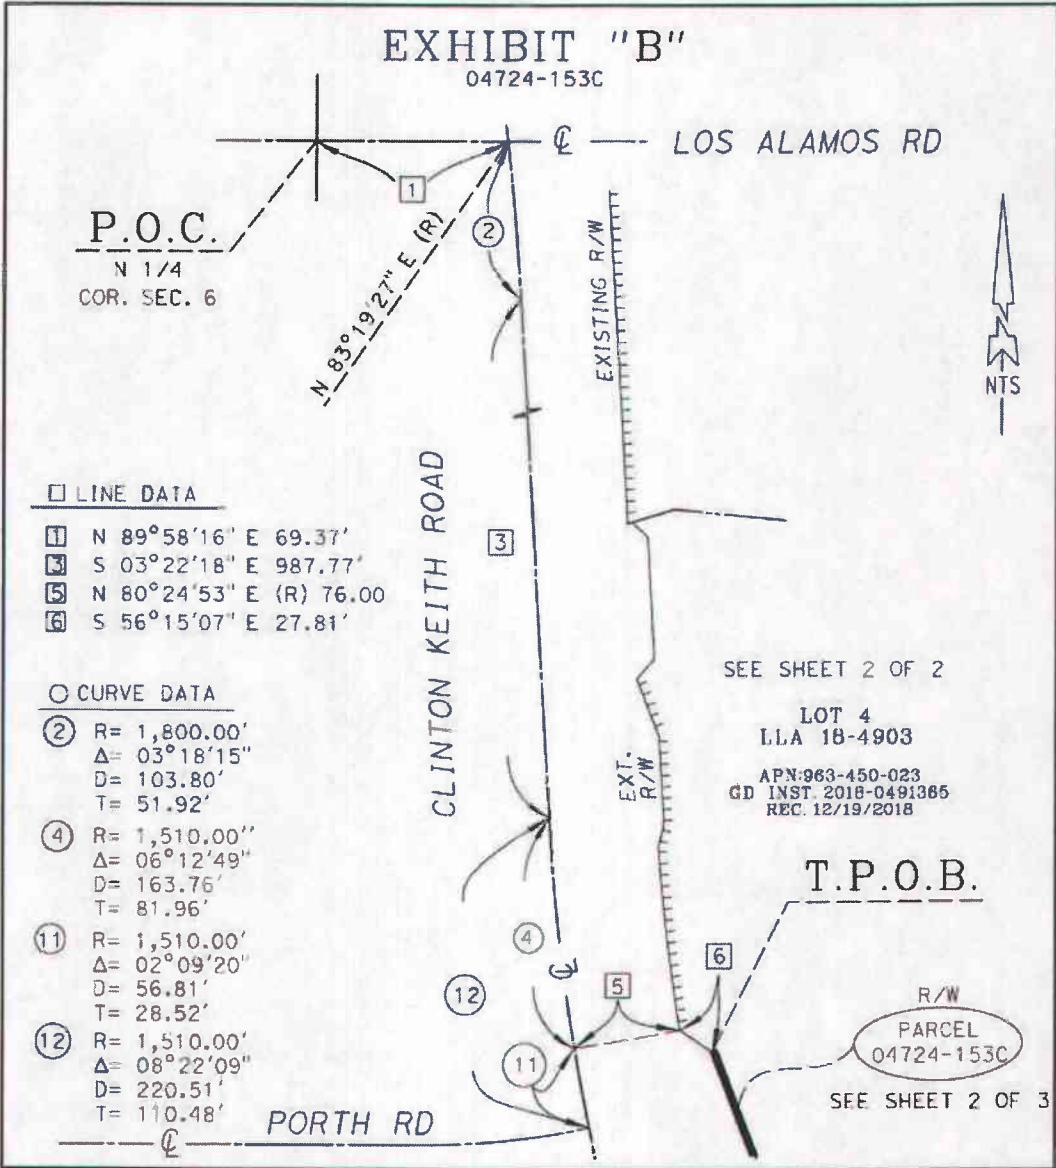 EXHIBIT "B"
04724-153C
℄ LOS ALAMOS RD
1
2
P.O.C.
N 1/4
COR. SEC. 6
N 83°19'27" E (R)
EXISTING R/W
N
NTS
LINE DATA
1 N 89°58'16" E 69.37'
3 S 03°22'18" E 987.77'
5 N 80°24'53" E (R) 76.00
6 S 56°15'07" E 27.81'
CLINTON KEITH ROAD
3
CURVE DATA
2 R= 1,800.00'
Δ= 03°18'15"
D= 103.80'
T= 51.92'
4 R= 1,510.00''
Δ= 06°12'49"
D= 163.76'
T= 81.96'
11 R= 1,510.00'
Δ= 02°09'20"
D= 56.81'
T= 28.52'
12 R= 1,510.00'
Δ= 08°22'09"
D= 220.51'
T= 110.48'
SEE SHEET 2 OF 2
LOT 4
LLA 18-4903
APN:963-450-023
GD INST. 2018-0491365
REC. 12/19/2018
EXT.
R/W
T.P.O.B.
4
℄
12
5
6
11
R/W
PARCEL
04724-153C
SEE SHEET 2 OF 3
℄ PORTH RD